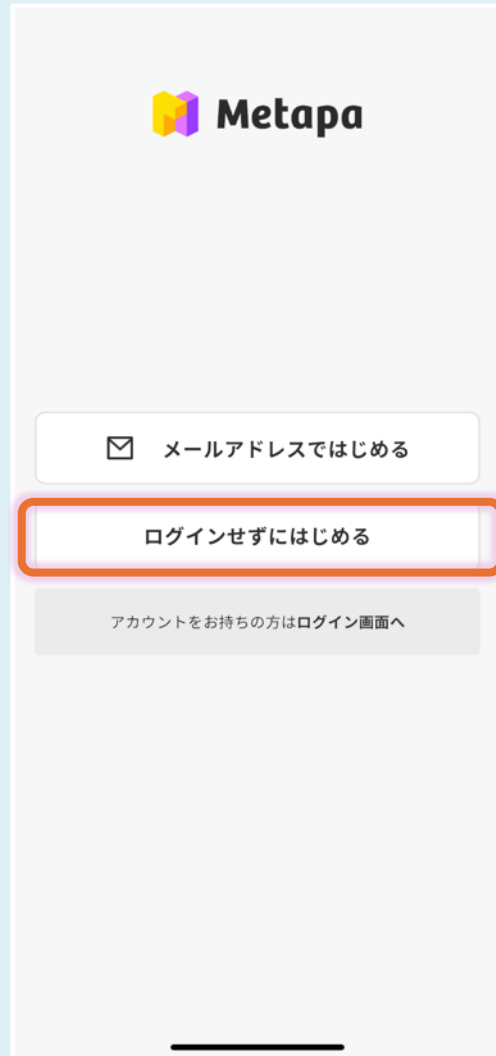 Metapa
メールアドレスではじめる
ログインせずにはじめる
アカウントをお持ちの方はログイン画面へ